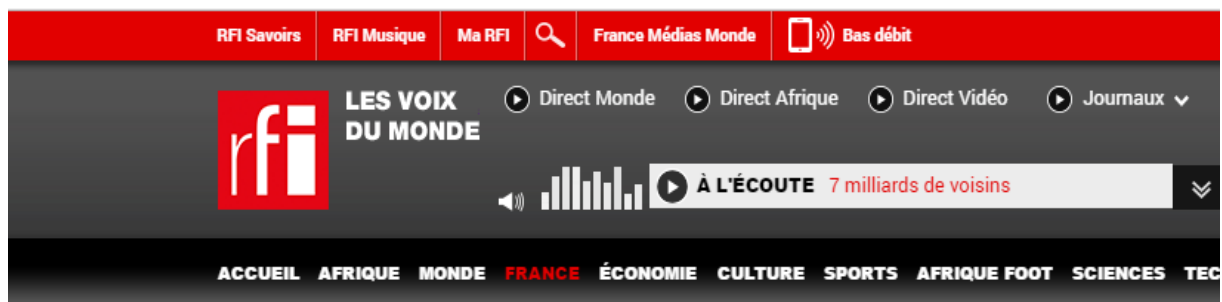 RFI Savoirs RFI Musique Ma RFI France Médias Monde Bas débit
rfi
LES VOIX
DU MONDE
Direct Monde Direct Afrique Direct Vidéo Journaux
À L'ÉCOUTE 7 milliards de voisins
ACCUEIL AFRIQUE MONDE FRANCE ÉCONOMIE CULTURE SPORTS AFRIQUE FOOT SCIENCES TEC